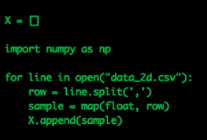 X = []
import numpy as np
for line in open("data_2d.csv"):
    row = line.split(',')
    sample = map(float, row)
    X.append(sample)